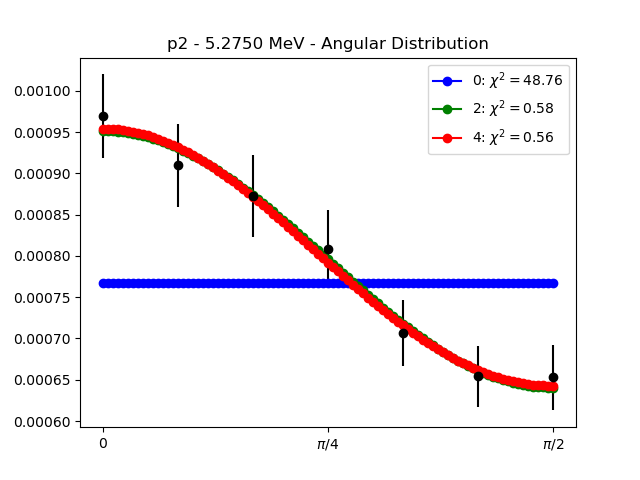 p2 - 5.2750 MeV - Angular Distribution
0.00100
0.00095
0.00090
0.00085
0.00080
0.00075
0.00070
0.00065
0.00060
0: χ² = 48.76
2: χ² = 0.58
4: χ² = 0.56
0
π/4
π/2